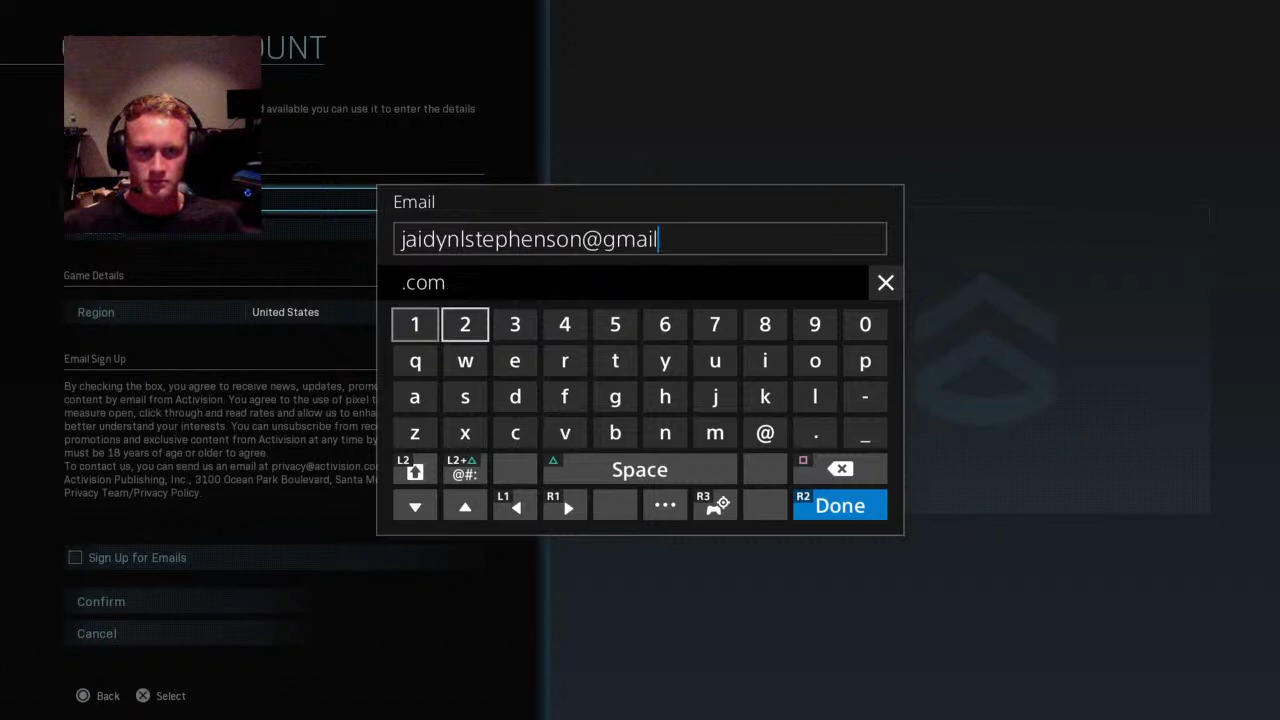 OUNT
d available you can use it to enter the details
Game Details
Region United States
Email Sign Up
By checking the box, you agree to receive news, updates, promo
content by email from Activision. You agree to the use of pixel t
measure open, click through and read rates and allow us to enha
better understand your interests. You can unsubscribe from rec
promotions and exclusive content from Activision at any time by
must be 18 years of age or older to agree.
To contact us, you can send us an email at privacy@activision.co
Activision Publishing, Inc., 3100 Ocean Park Boulevard, Santa M
Privacy Team/Privacy Policy.
Sign Up for Emails
Confirm
Cancel
Back Select
Email
jaidynlstephenson@gmail
.com
1 2 3 4 5 6 7 8 9 0
q w e r t y u i o p
a s d f g h j k l -
z x c v b n m @ . _
L2 L2+△ @#: △ Space
L1 R1 ... R3 R2 Done